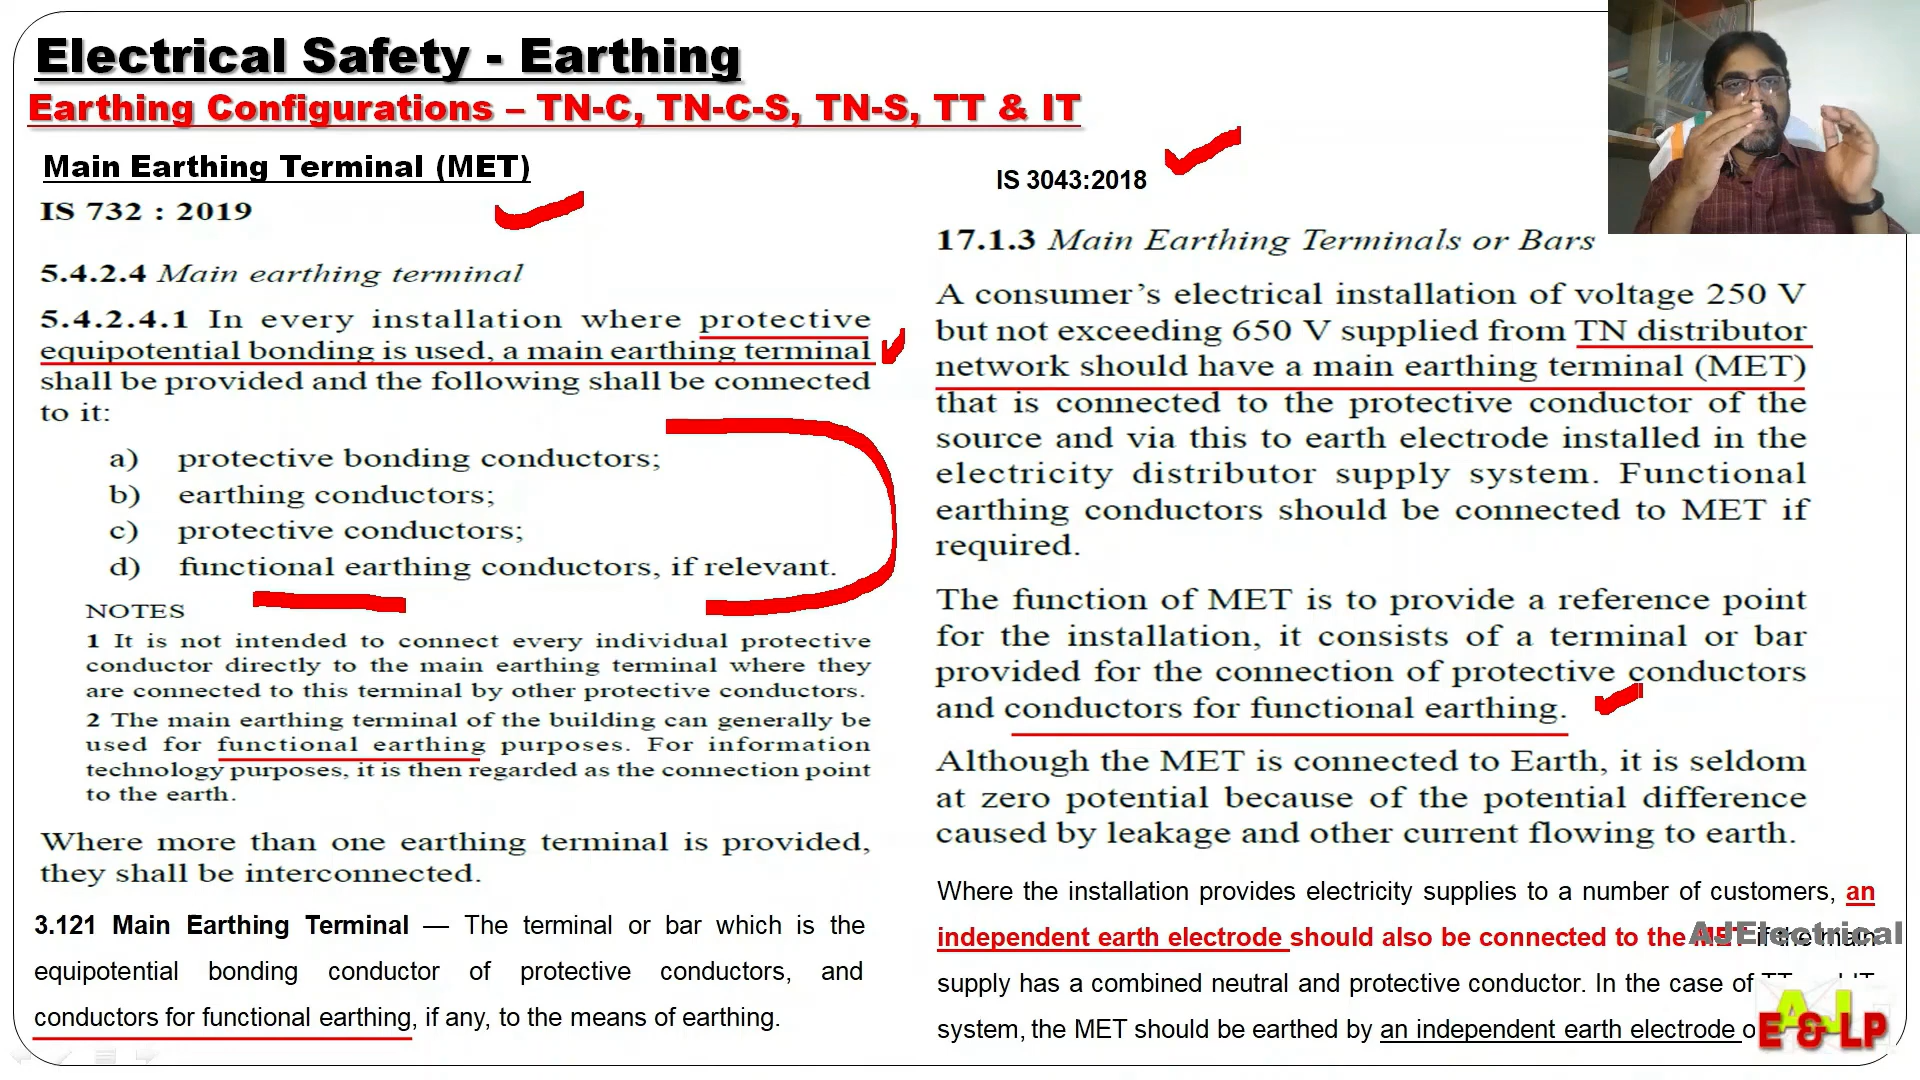 Electrical Safety - Earthing
Earthing Configurations – TN-C, TN-C-S, TN-S, TT & IT
Main Earthing Terminal (MET)
IS 732 : 2019
5.4.2.4 Main earthing terminal
5.4.2.4.1 In every installation where protective
equipotential bonding is used, a main earthing terminal
shall be provided and the following shall be connected
to it:
a) protective bonding conductors;
b) earthing conductors;
c) protective conductors;
d) functional earthing conductors, if relevant.
NOTES
1 It is not intended to connect every individual protective
conductor directly to the main earthing terminal where they
are connected to this terminal by other protective conductors.
2 The main earthing terminal of the building can generally be
used for functional earthing purposes. For information
technology purposes, it is then regarded as the connection point
to the earth.
Where more than one earthing terminal is provided,
they shall be interconnected.
3.121 Main Earthing Terminal — The terminal or bar which is the
equipotential bonding conductor of protective conductors, and
conductors for functional earthing, if any, to the means of earthing.
IS 3043:2018
17.1.3 Main Earthing Terminals or Bars
A consumer's electrical installation of voltage 250 V
but not exceeding 650 V supplied from TN distributor
network should have a main earthing terminal (MET)
that is connected to the protective conductor of the
source and via this to earth electrode installed in the
electricity distributor supply system. Functional
earthing conductors should be connected to MET if
required.
The function of MET is to provide a reference point
for the installation, it consists of a terminal or bar
provided for the connection of protective conductors
and conductors for functional earthing.
Although the MET is connected to Earth, it is seldom
at zero potential because of the potential difference
caused by leakage and other current flowing to earth.
Where the installation provides electricity supplies to a number of customers, an
independent earth electrode should also be connected to the MET if the main
supply has a combined neutral and protective conductor. In the case of
system, the MET should be earthed by an independent earth electrode
AJElectrical
AJ
E & LP